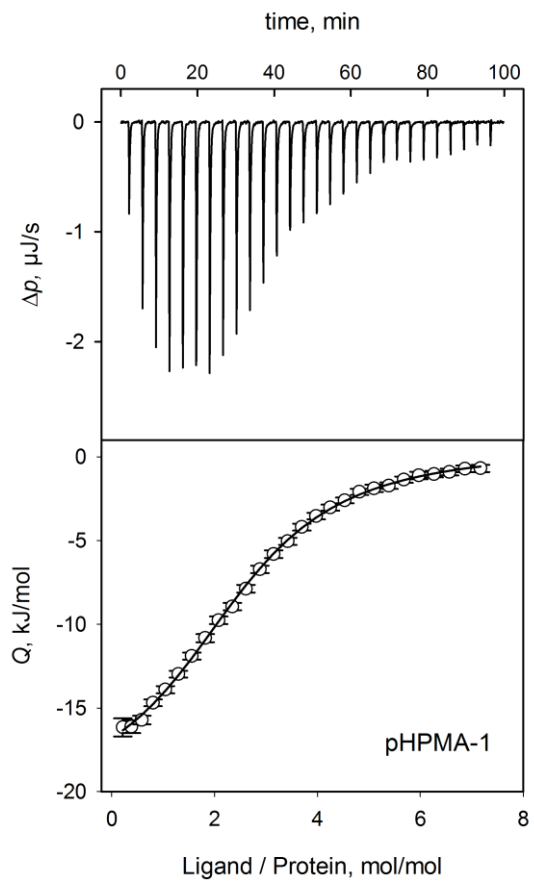 time, min
0 20 40 60 80 100
0
-1
-2
Δp, μJ/s
0
-5
-10
-15
-20
Q, kJ/mol
pHPMA-1
0 2 4 6 8
Ligand / Protein, mol/mol